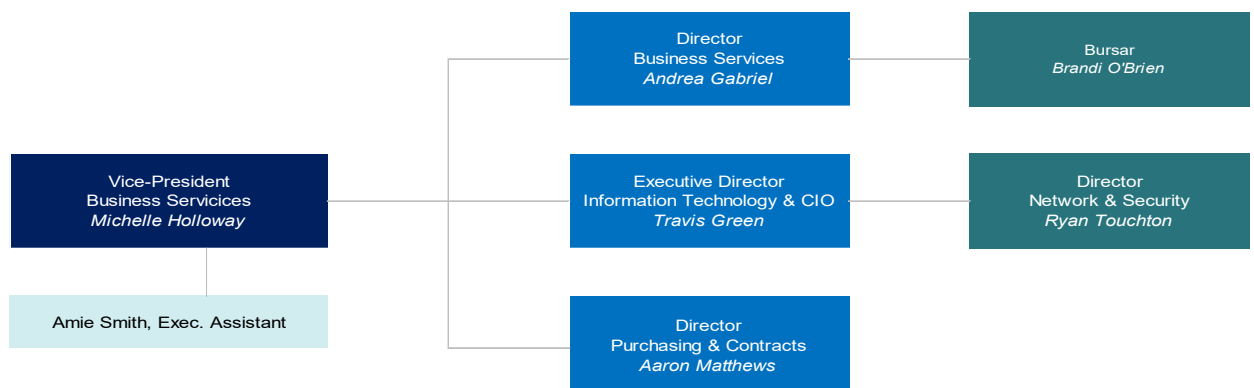 Director
Business Services
Andrea Gabriel
Bursar
Brandi O'Brien
Vice-President
Business Servicices
Michelle Holloway
Executive Director
Information Technology & CIO
Travis Green
Director
Network & Security
Ryan Touchton
Amie Smith, Exec. Assistant
Director
Purchasing & Contracts
Aaron Matthews